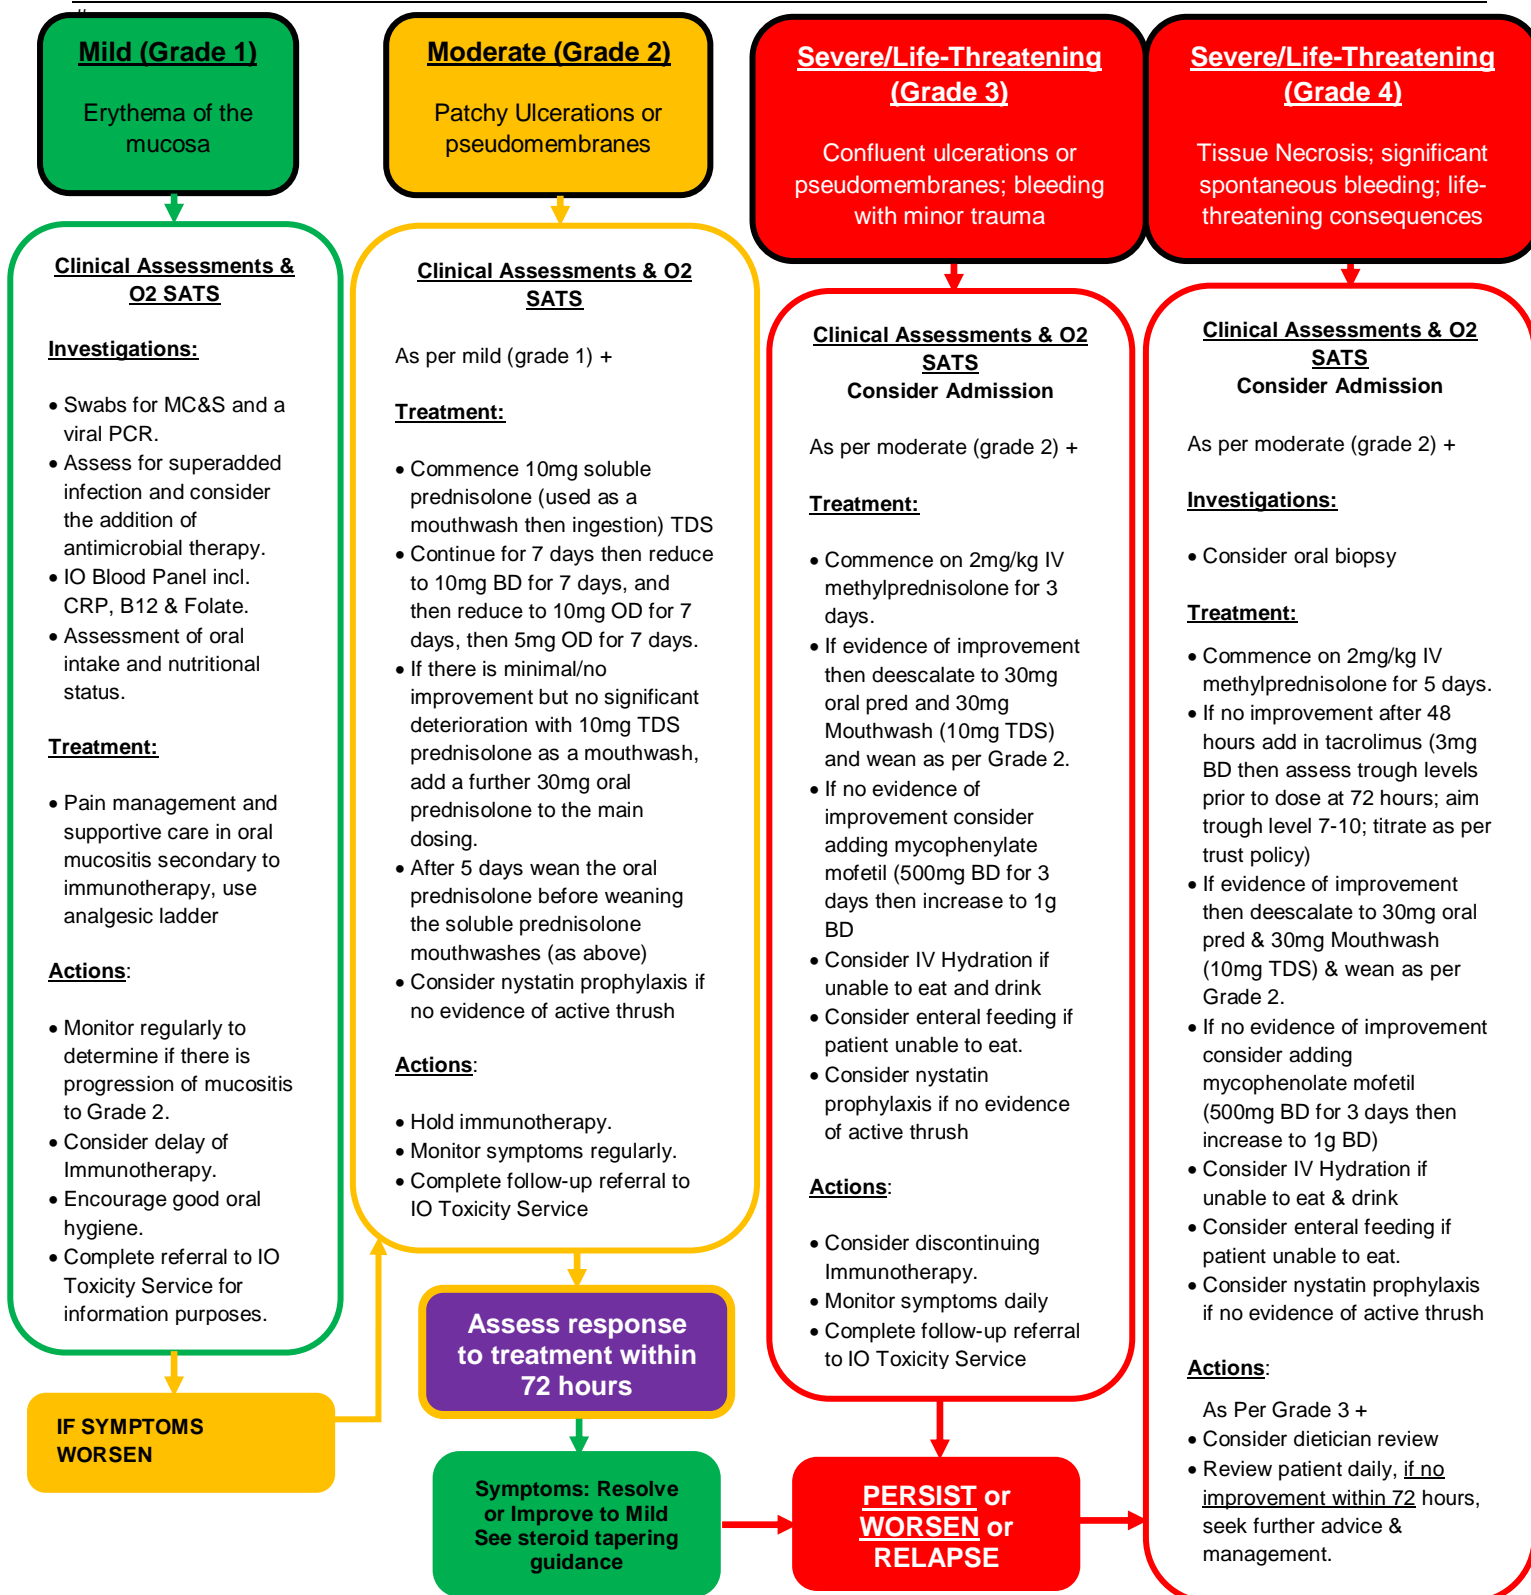 Mild (Grade 1)
Erythema of the
mucosa
Moderate (Grade 2)
Patchy Ulcerations or
pseudomembranes
Severe/Life-Threatening
(Grade 3)
Confluent ulcerations or
pseudomembranes; bleeding
with minor trauma
Severe/Life-Threatening
(Grade 4)
Tissue Necrosis; significant
spontaneous bleeding; life-
threatening consequences
Clinical Assessments &
O2 SATS
Investigations:
• Swabs for MC&S and a
viral PCR.
• Assess for superadded
infection and consider
the addition of
antimicrobial therapy.
• IO Blood Panel incl.
CRP, B12 & Folate.
• Assessment of oral
intake and nutritional
status.
Treatment:
• Pain management and
supportive care in oral
mucositis secondary to
immunotherapy, use
analgesic ladder
Actions:
• Monitor regularly to
determine if there is
progression of mucositis
to Grade 2.
• Consider delay of
Immunotherapy.
• Encourage good oral
hygiene.
• Complete referral to IO
Toxicity Service for
information purposes.
IF SYMPTOMS
WORSEN
Clinical Assessments & O2
SATS
As per mild (grade 1) +
Treatment:
• Commence 10mg soluble
prednisolone (used as a
mouthwash then ingestion) TDS
• Continue for 7 days then reduce
to 10mg BD for 7 days, and
then reduce to 10mg OD for 7
days, then 5mg OD for 7 days.
• If there is minimal/no
improvement but no significant
deterioration with 10mg TDS
prednisolone as a mouthwash,
add a further 30mg oral
prednisolone to the main
dosing.
• After 5 days wean the oral
prednisolone before weaning
the soluble prednisolone
mouthwashes (as above)
• Consider nystatin prophylaxis if
no evidence of active thrush
Actions:
• Hold immunotherapy.
• Monitor symptoms regularly.
• Complete follow-up referral to
IO Toxicity Service
Assess response
to treatment within
72 hours
Symptoms: Resolve
or Improve to Mild
See steroid tapering
guidance
Clinical Assessments & O2
SATS
Consider Admission
As per moderate (grade 2) +
Treatment:
• Commence on 2mg/kg IV
methylprednisolone for 3
days.
• If evidence of improvement
then deescalate to 30mg
oral pred and 30mg
Mouthwash (10mg TDS)
and wean as per Grade 2.
• If no evidence of
improvement consider
adding mycophenylate
mofetil (500mg BD for 3
days then increase to 1g
BD
• Consider IV Hydration if
unable to eat and drink
• Consider enteral feeding if
patient unable to eat.
• Consider nystatin
prophylaxis if no evidence
of active thrush
Actions:
• Consider discontinuing
Immunotherapy.
• Monitor symptoms daily
• Complete follow-up referral
to IO Toxicity Service
PERSIST or
WORSEN or
RELAPSE
Clinical Assessments & O2
SATS
Consider Admission
As per moderate (grade 2) +
Investigations:
• Consider oral biopsy
Treatment:
• Commence on 2mg/kg IV
methylprednisolone for 5 days.
• If no improvement after 48
hours add in tacrolimus (3mg
BD then assess trough levels
prior to dose at 72 hours; aim
trough level 7-10; titrate as per
trust policy)
• If evidence of improvement
then deescalate to 30mg oral
pred & 30mg Mouthwash
(10mg TDS) & wean as per
Grade 2.
• If no evidence of improvement
consider adding
mycophenolate mofetil
(500mg BD for 3 days then
increase to 1g BD)
• Consider IV Hydration if
unable to eat & drink
• Consider enteral feeding if
patient unable to eat.
• Consider nystatin prophylaxis
if no evidence of active thrush
Actions:
As Per Grade 3 +
• Consider dietician review
• Review patient daily, if no
improvement within 72 hours,
seek further advice &
management.